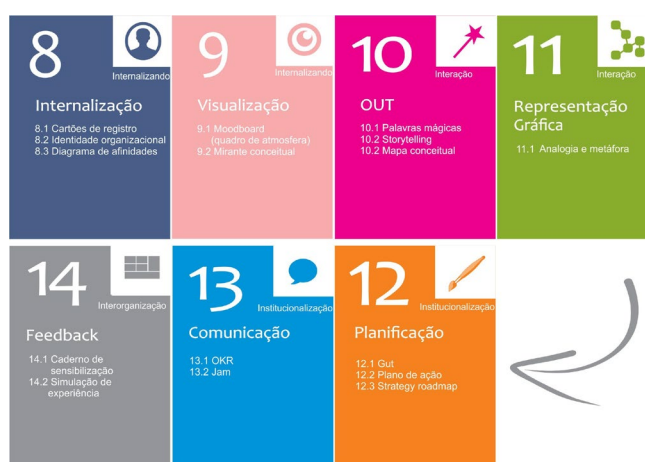 8
Internalizando
Internalização
8.1 Cartões de registro
8.2 Identidade organizacional
8.3 Diagrama de afinidades
9
Internalizando
Visualização
9.1 Moodboard
(quadro de atmosfera)
9.2 Mirante conceitual
10
Interação
OUT
10.1 Palavras mágicas
10.2 Storytelling
10.2 Mapa conceitual
11
Interação
Representação
Gráfica
11.1 Analogia e metáfora
14
Interorganização
Feedback
14.1 Caderno de
sensibilização
14.2 Simulação de
experiência
13
Institucionalização
Comunicação
13.1 OKR
13.2 Jam
12
Institucionalização
Planificação
12.1 Gut
12.2 Plano de ação
12.3 Strategy roadmap